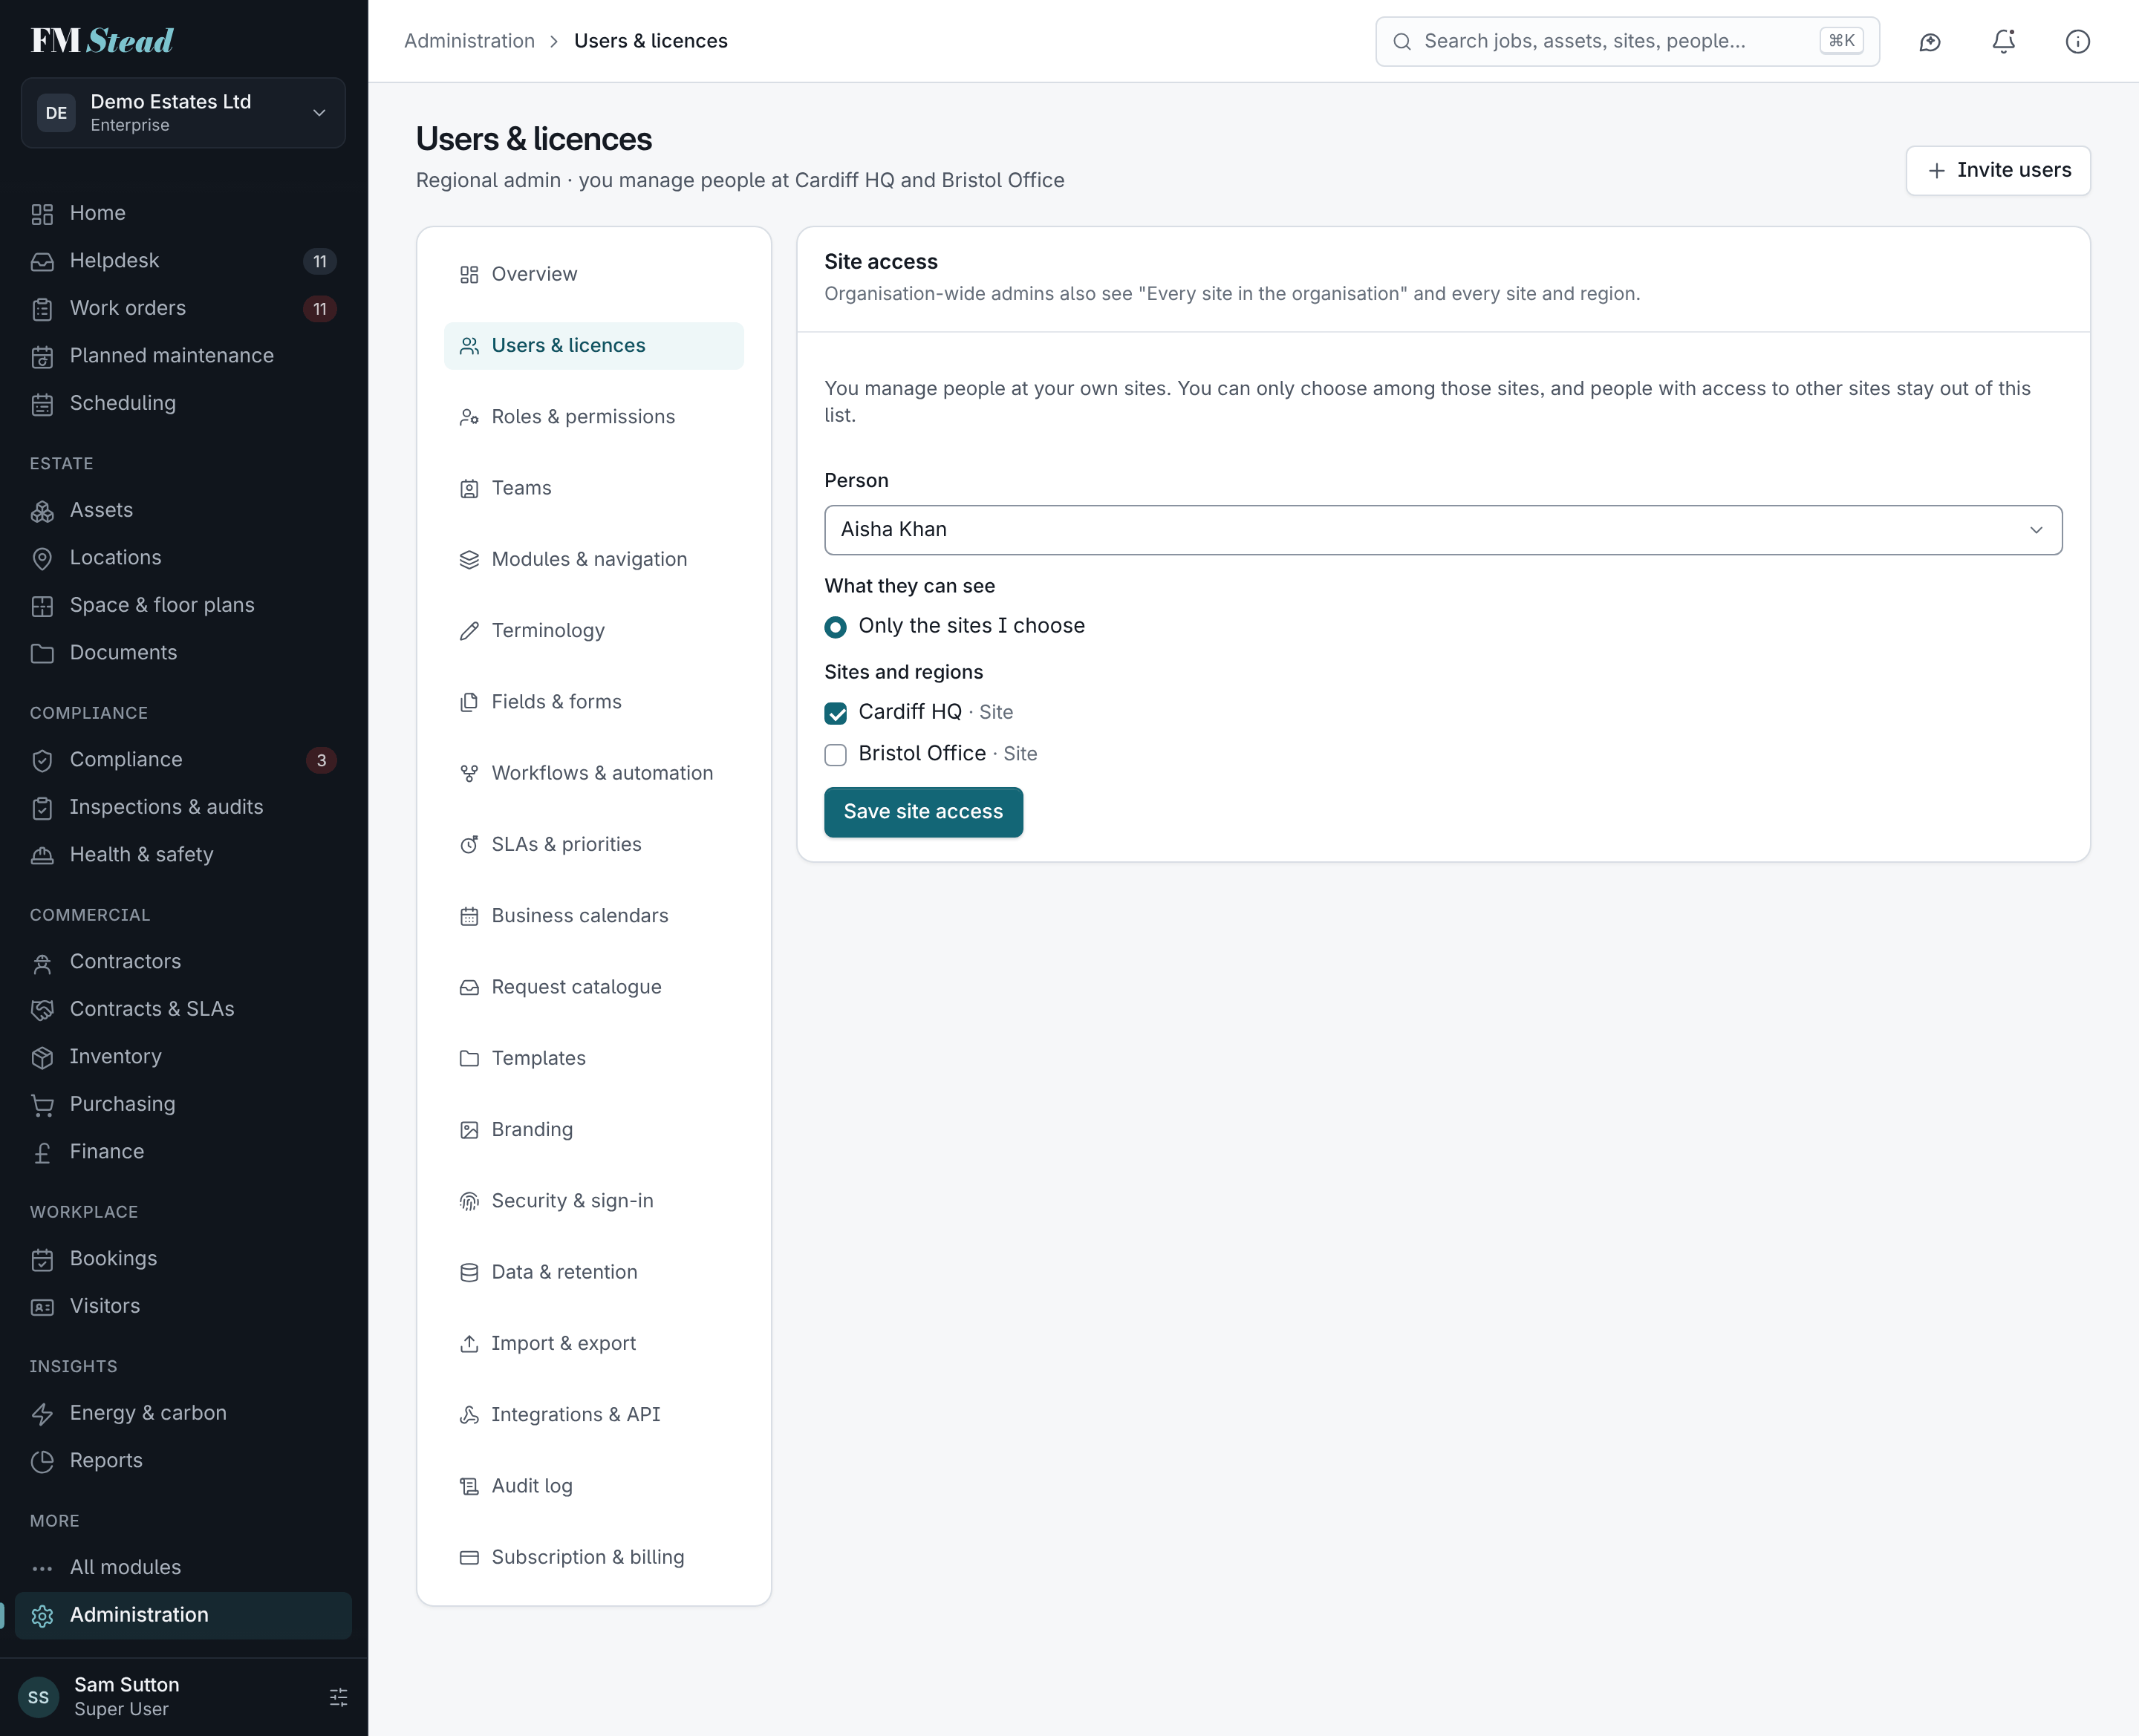 FM Stead
DE
Demo Estates Ltd
Enterprise
Home
Helpdesk 11
Work orders 11
Planned maintenance
Scheduling
ESTATE
Assets
Locations
Space & floor plans
Documents
COMPLIANCE
Compliance 3
Inspections & audits
Health & safety
COMMERCIAL
Contractors
Contracts & SLAs
Inventory
Purchasing
Finance
WORKPLACE
Bookings
Visitors
INSIGHTS
Energy & carbon
Reports
MORE
All modules
Administration
SS
Sam Sutton
Super User
Administration > Users & licences
Search jobs, assets, sites, people... ⌘K
Users & licences
Regional admin · you manage people at Cardiff HQ and Bristol Office
+ Invite users
Overview
Users & licences
Roles & permissions
Teams
Modules & navigation
Terminology
Fields & forms
Workflows & automation
SLAs & priorities
Business calendars
Request catalogue
Templates
Branding
Security & sign-in
Data & retention
Import & export
Integrations & API
Audit log
Subscription & billing
Site access
Organisation-wide admins also see "Every site in the organisation" and every site and region.
You manage people at your own sites. You can only choose among those sites, and people with access to other sites stay out of this
list.
Person
Aisha Khan
What they can see
Only the sites I choose
Sites and regions
Cardiff HQ · Site
Bristol Office · Site
Save site access